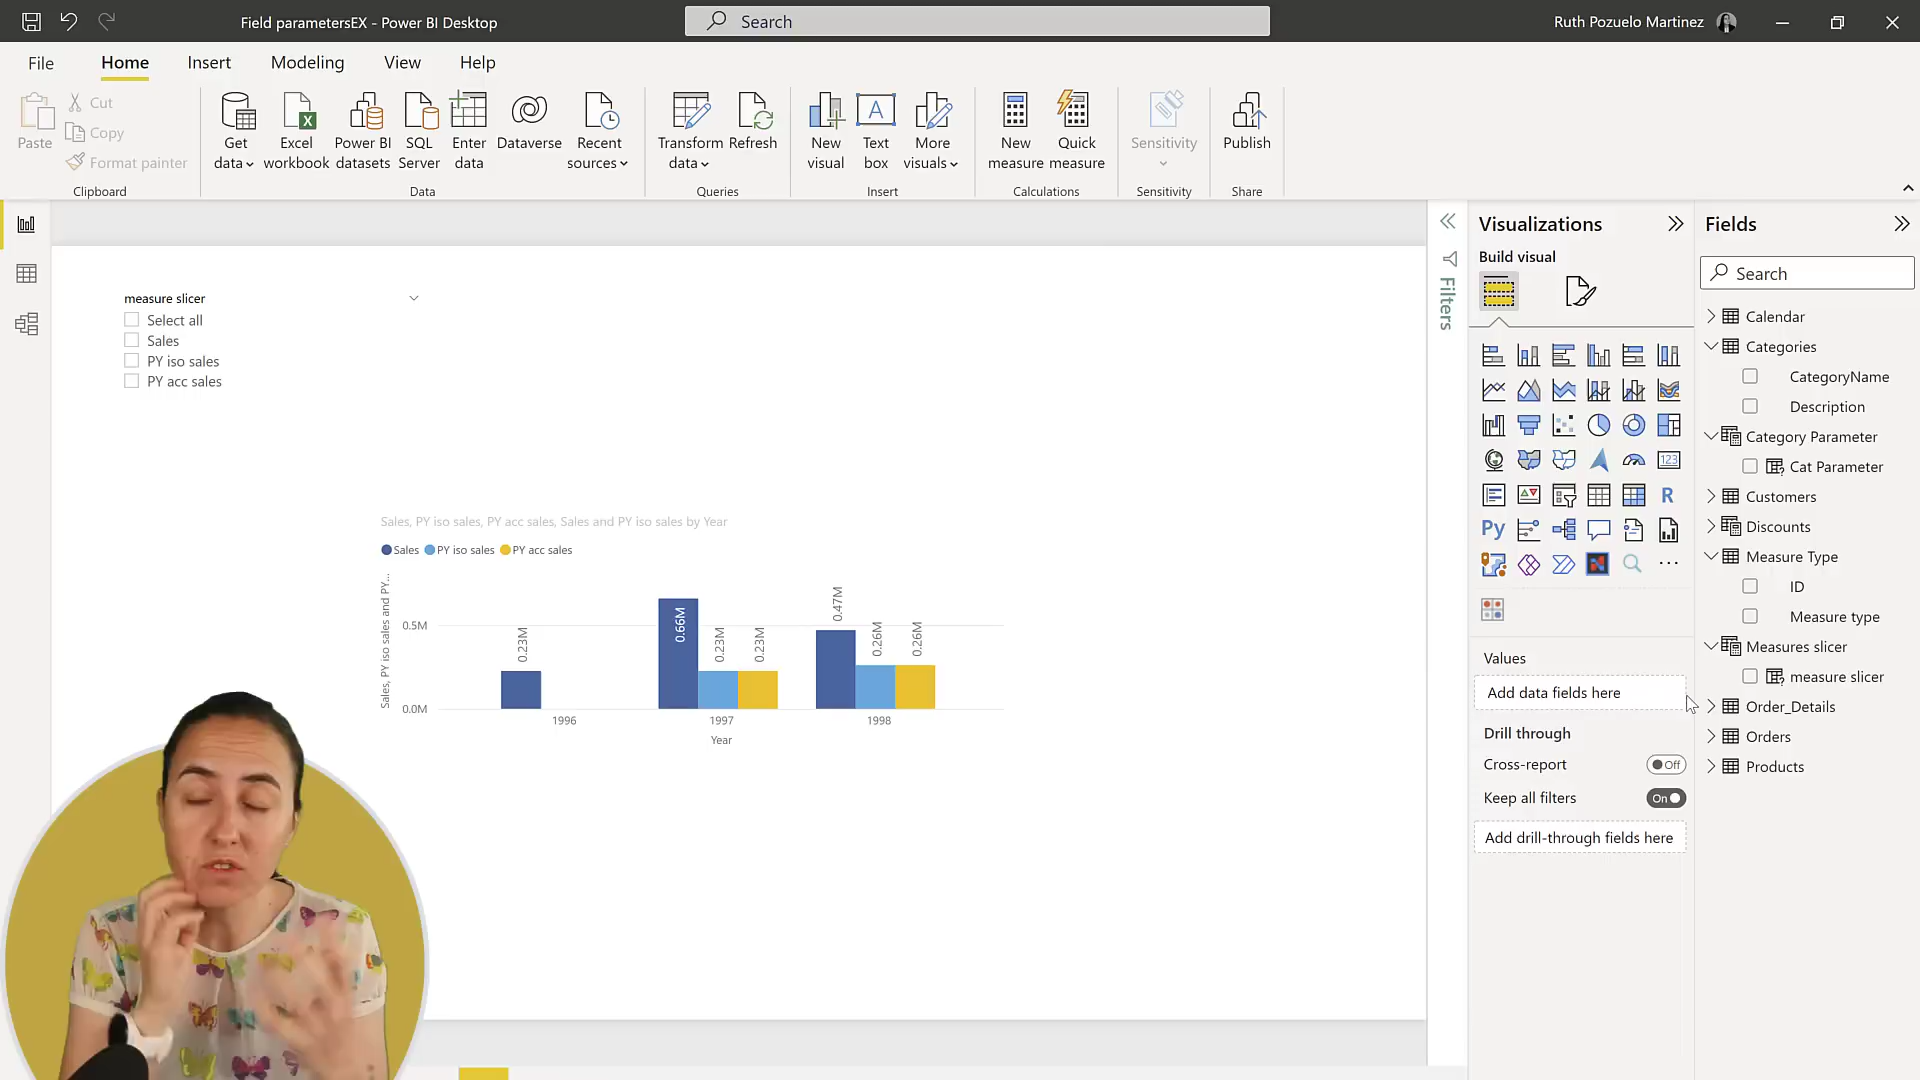 Field parametersEX - Power BI Desktop
Search
Ruth Pozuelo Martinez
File
Home
Insert
Modeling
View
Help
Paste
Cut
Copy
Format painter
Clipboard
Get data
Excel workbook
Power BI datasets
SQL Server
Enter data
Dataverse
Recent sources
Data
Transform data
Refresh
Queries
New visual
Text box
More visuals
Insert
New measure
Quick measure
Calculations
Sensitivity
Sensitivity
Publish
Share
measure slicer
Select all
Sales
PY iso sales
PY acc sales
Sales, PY iso sales, PY acc sales, Sales and PY iso sales by Year
Sales PY iso sales PY acc sales
Sales, PY iso sales and PY...
0.5M
0.0M
0.23M
0.66M
0.23M
0.23M
0.47M
0.26M
0.26M
1996
1997
1998
Year
Filters
Visualizations
Build visual
123
R
Py
Values
Add data fields here
Drill through
Cross-report
Off
Keep all filters
On
Add drill-through fields here
Fields
Search
Calendar
Categories
CategoryName
Description
Category Parameter
Cat Parameter
Customers
Discounts
Measure Type
ID
Measure type
Measures slicer
measure slicer
Order_Details
Orders
Products